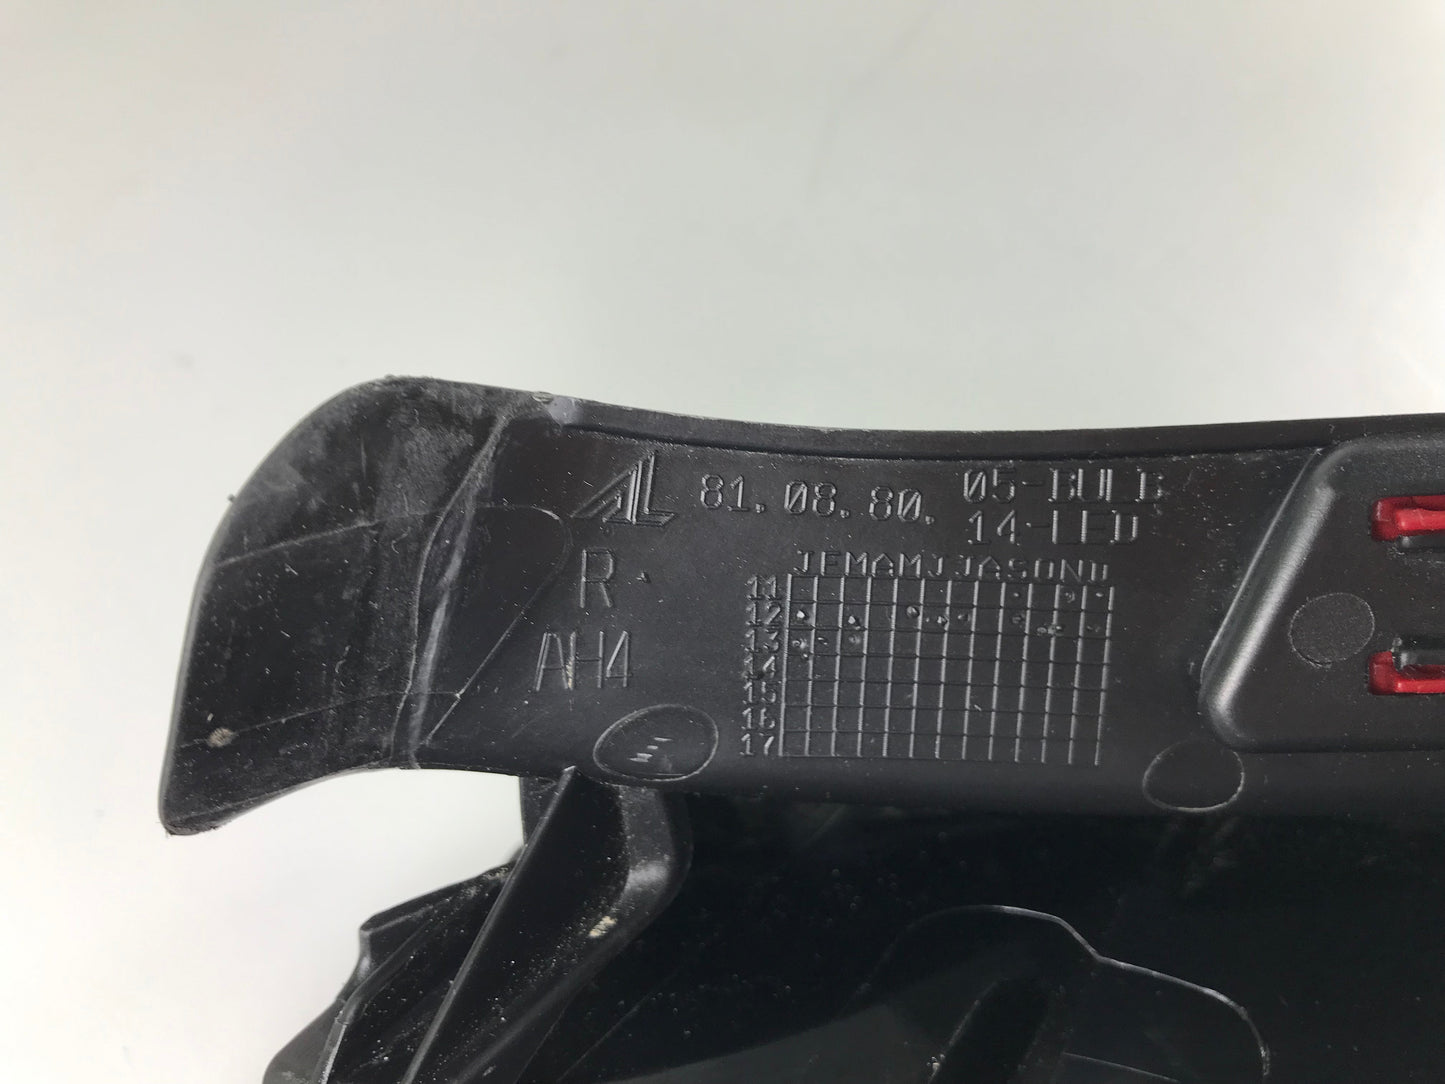 AL 81.08.80. 05-BULB
14-LED
R
AH4
JFMAMJJASOND
11
12
13
14
15
16
17